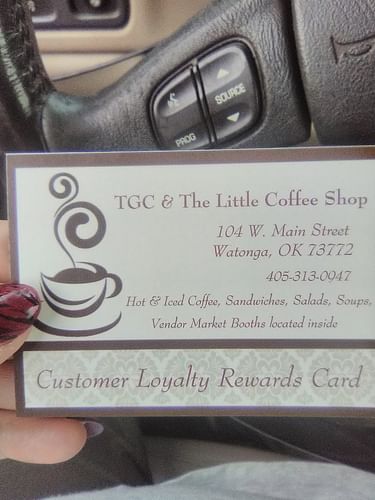 SOURCE
PROG
TGC & The Little Coffee Shop
104 W. Main Street
Watonga, OK 73772
405-313-0947
Hot & Iced Coffee, Sandwiches, Salads, Soups,
Vendor Market Booths located inside
Customer Loyalty Rewards Card